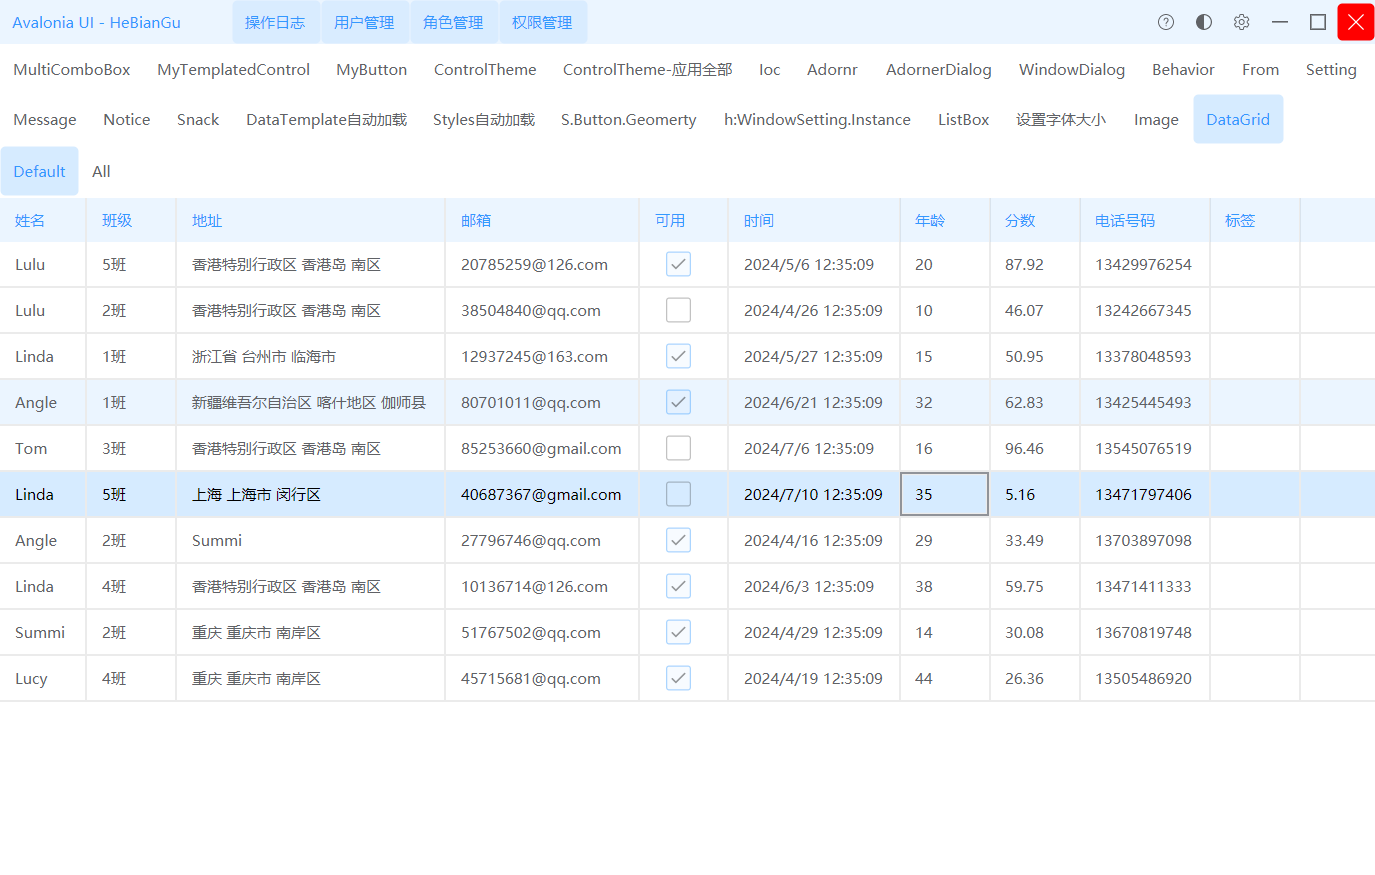 Avalonia UI - HeBianGu 操作日志 用户管理 角色管理 权限管理
MultiComboBox MyTemplatedControl MyButton ControlTheme ControlTheme-应用全部 Ioc Adornr AdornerDialog WindowDialog Behavior From Setting
Message Notice Snack DataTemplate自动加载 Styles自动加载 S.Button.Geomerty h:WindowSetting.Instance ListBox 设置字体大小 Image DataGrid
Default All
姓名 班级 地址 邮箱 可用 时间 年龄 分数 电话号码 标签
Lulu 5班 香港特别行政区 香港岛 南区 20785259@126.com 2024/5/6 12:35:09 20 87.92 13429976254
Lulu 2班 香港特别行政区 香港岛 南区 38504840@qq.com 2024/4/26 12:35:09 10 46.07 13242667345
Linda 1班 浙江省 台州市 临海市 12937245@163.com 2024/5/27 12:35:09 15 50.95 13378048593
Angle 1班 新疆维吾尔自治区 喀什地区 伽师县 80701011@qq.com 2024/6/21 12:35:09 32 62.83 13425445493
Tom 3班 香港特别行政区 香港岛 南区 85253660@gmail.com 2024/7/6 12:35:09 16 96.46 13545076519
Linda 5班 上海 上海市 闵行区 40687367@gmail.com 2024/7/10 12:35:09 35 5.16 13471797406
Angle 2班 Summi 27796746@qq.com 2024/4/16 12:35:09 29 33.49 13703897098
Linda 4班 香港特别行政区 香港岛 南区 10136714@126.com 2024/6/3 12:35:09 38 59.75 13471411333
Summi 2班 重庆 重庆市 南岸区 51767502@qq.com 2024/4/29 12:35:09 14 30.08 13670819748
Lucy 4班 重庆 重庆市 南岸区 45715681@qq.com 2024/4/19 12:35:09 44 26.36 13505486920